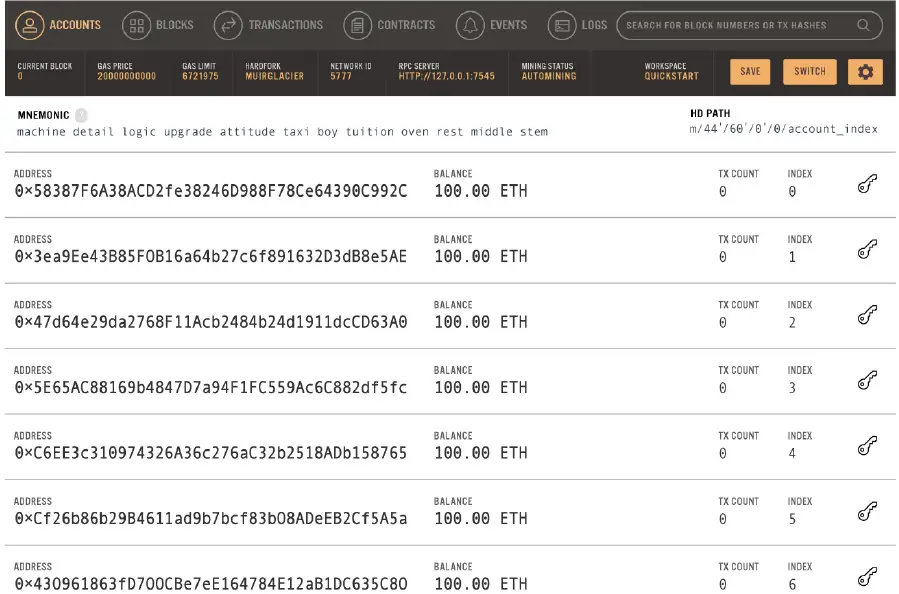 ACCOUNTS BLOCKS TRANSACTIONS CONTRACTS EVENTS LOGS SEARCH FOR BLOCK NUMBERS OR TX HASHES
CURRENT BLOCK GAS PRICE GAS LIMIT HARDFORK NETWORK ID RPC SERVER MINING STATUS WORKSPACE
0 20000000000 6721975 MUIRGLACIER 5777 HTTP://127.0.0.1:7545 AUTOMINING QUICKSTART SAVE SWITCH
MNEMONIC ? HD PATH
machine detail logic upgrade attitude taxi boy tuition oven rest middle stem m/44'/60'/0'/0/account_index
ADDRESS BALANCE TX COUNT INDEX
0×58387F6A38ACD2fe38246D988F78Ce64390C992C 100.00 ETH 0 0
ADDRESS BALANCE TX COUNT INDEX
0×3ea9Ee43B85F0B16a64b27c6f891632D3dB8e5AE 100.00 ETH 0 1
ADDRESS BALANCE TX COUNT INDEX
0×47d64e29da2768F11Acb2484b24d1911dcCD63A0 100.00 ETH 0 2
ADDRESS BALANCE TX COUNT INDEX
0×5E65AC88169b4847D7a94F1FC559Ac6C882df5fc 100.00 ETH 0 3
ADDRESS BALANCE TX COUNT INDEX
0×C6EE3c310974326A36c276aC32b2518ADb158765 100.00 ETH 0 4
ADDRESS BALANCE TX COUNT INDEX
0×Cf26b86b29B4611ad9b7bcf83b08ADeEB2Cf5A5a 100.00 ETH 0 5
ADDRESS BALANCE TX COUNT INDEX
0×430961863fD700CBe7eE164784E12aB1DC635C80 100.00 ETH 0 6